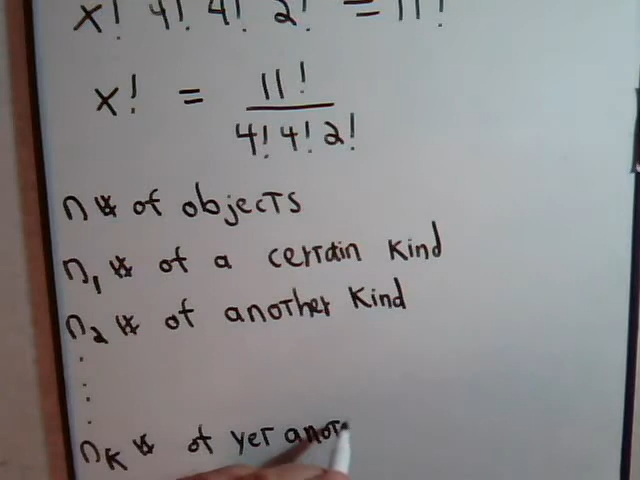 x! 4! 4! 2! = 11!
x! = 11! / 4! 4! 2!
n # of objects
n₁ # of a certain kind
n₂ # of another kind
.
.
.
.
nₖ # of yet anot